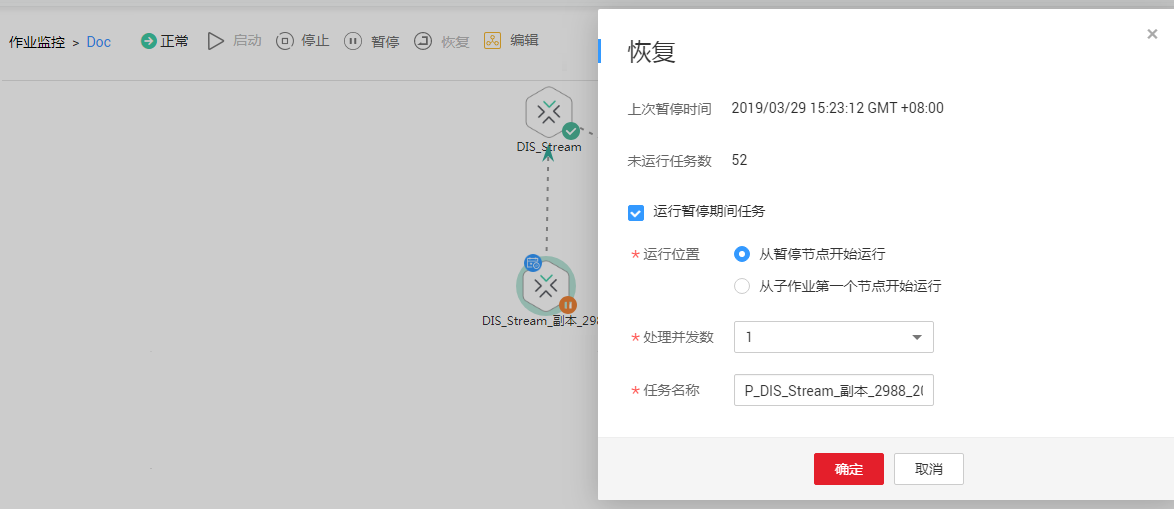 作业监控 > Doc 正常 启动 停止 暂停 恢复 编辑
DIS_Stream
DIS_Stream_副本_298
恢复
上次暂停时间 2019/03/29 15:23:12 GMT +08:00
未运行任务数 52
运行暂停期间任务
* 运行位置 从暂停节点开始运行
从子作业第一个节点开始运行
* 处理并发数 1
* 任务名称 P_DIS_Stream_副本_2988_20
确定 取消